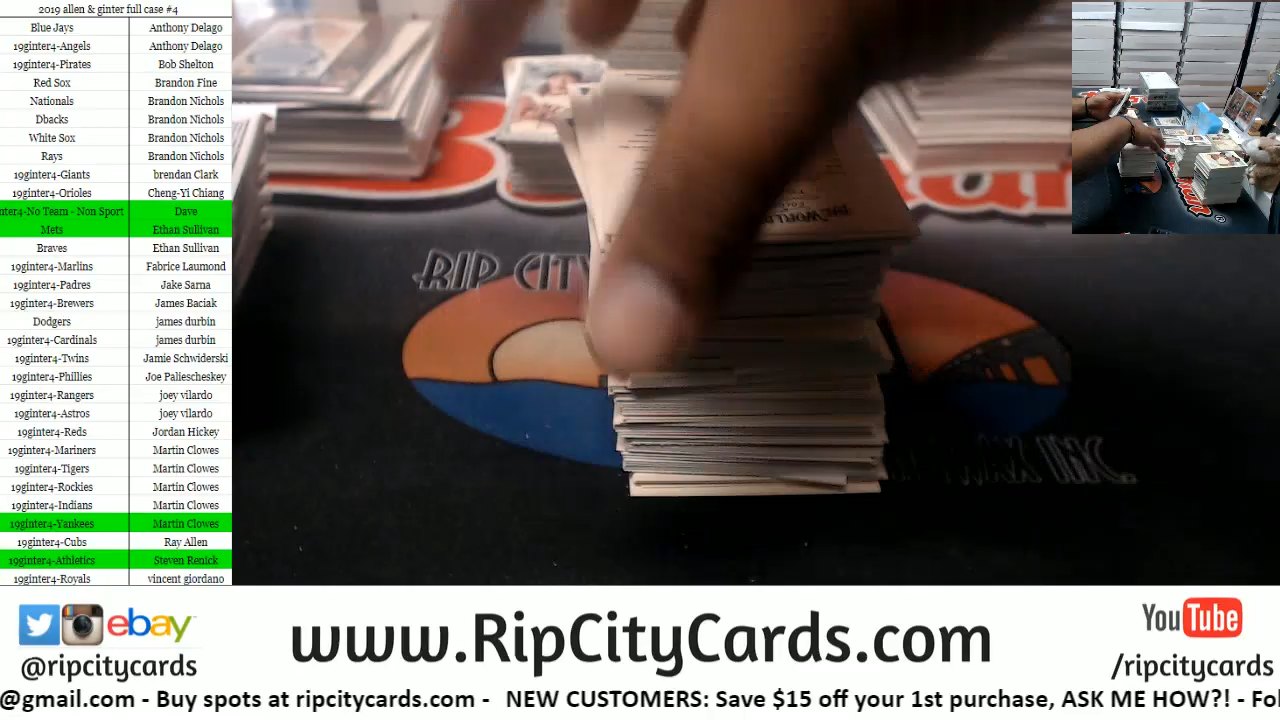 2019 allen & ginter full case #4
Blue Jays Anthony Delago
19ginter4-Angels Anthony Delago
19ginter4-Pirates Bob Shelton
Red Sox Brandon Fine
Nationals Brandon Nichols
Dbacks Brandon Nichols
White Sox Brandon Nichols
Rays Brandon Nichols
19ginter4-Giants brendan Clark
19ginter4-Orioles Cheng-Yi Chiang
nter4-No Team - Non Sport Dave
Mets Ethan Sullivan
Braves Ethan Sullivan
19ginter4-Marlins Fabrice Laumond
19ginter4-Padres Jake Sarna
19ginter4-Brewers James Baciak
Dodgers james durbin
19ginter4-Cardinals james durbin
19ginter4-Twins Jamie Schwiderski
19ginter4-Phillies Joe Palіescheskey
19ginter4-Rangers joey vilardo
19ginter4-Astros joey vilardo
19ginter4-Reds Jordan Hickey
19ginter4-Mariners Martin Clowes
19ginter4-Tigers Martin Clowes
19ginter4-Rockies Martin Clowes
19ginter4-Indians Martin Clowes
19ginter4-Yankees Martin Clowes
19ginter4-Cubs Ray Allen
19ginter4-Athletics Steven Renick
19ginter4-Royals vincent giordano
RIP CITY
ebay
@ripcitycards
www.RipCityCards.com
YouTube
/ripcitycards
@gmail.com - Buy spots at ripcitycards.com - NEW CUSTOMERS: Save $15 off your 1st purchase, ASK ME HOW?! - Fol